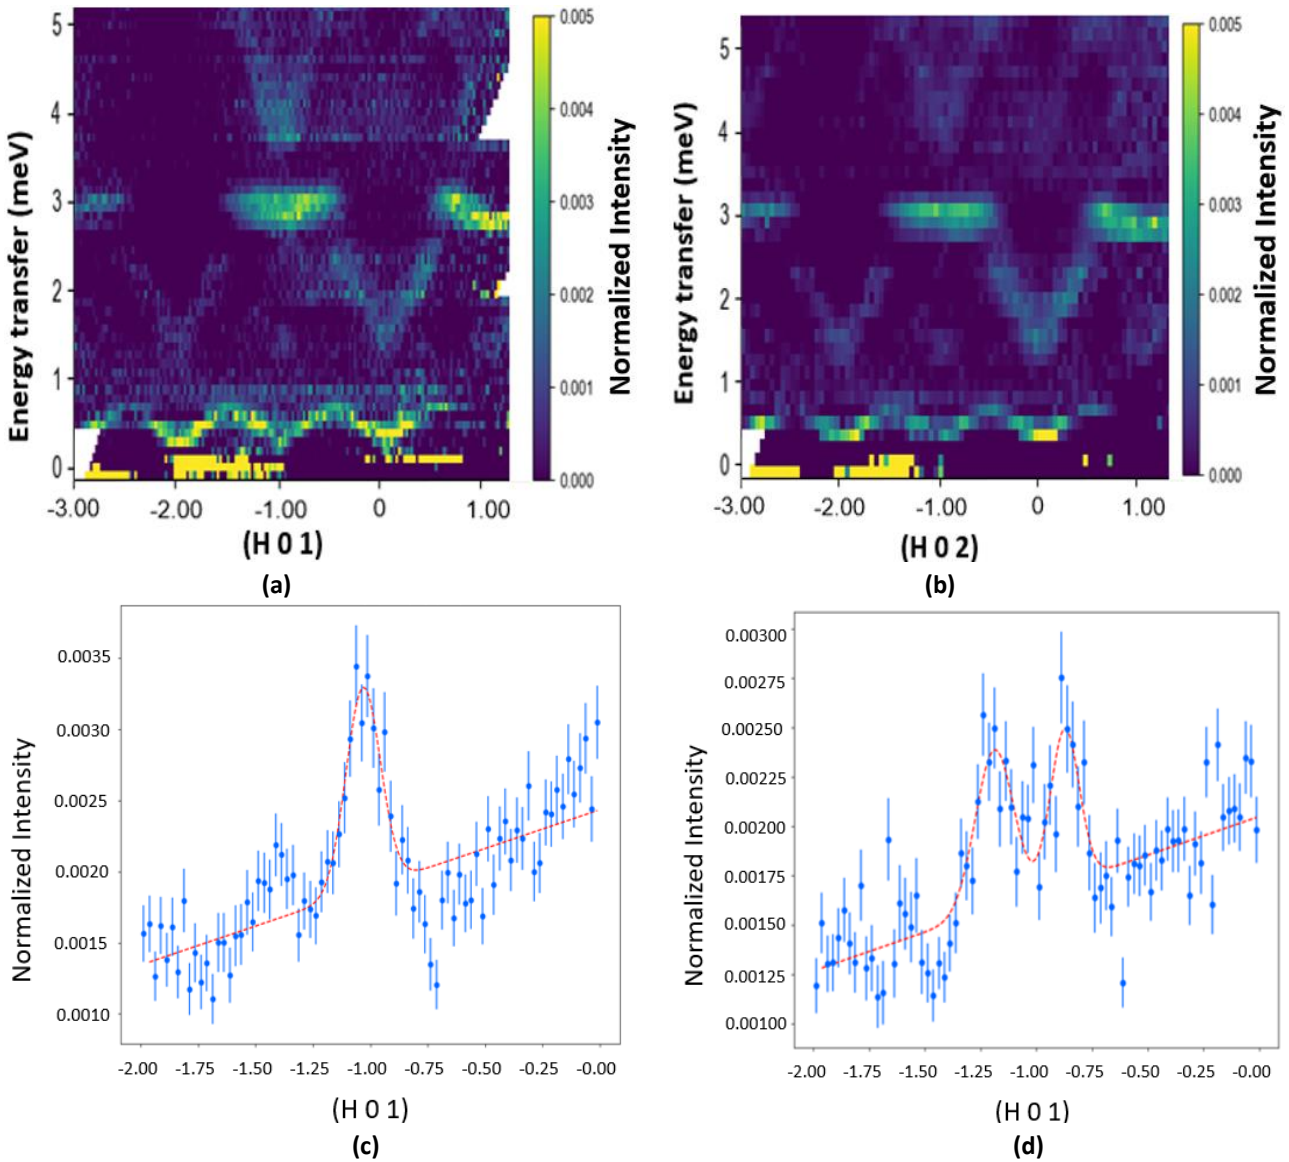 5
4
3
2
1
0
-3.00 -2.00 -1.00 0 1.00
Energy transfer (meV)
(H 0 1)
0.005
0.004
0.003
0.002
0.001
0.000
Normalized Intensity
(a)
5
4
3
2
1
0
-3.00 -2.00 -1.00 0 1.00
Energy transfer (meV)
(H 0 2)
0.005
0.004
0.003
0.002
0.001
0.000
Normalized Intensity
(b)
0.0035
0.0030
0.0025
0.0020
0.0015
0.0010
Normalized Intensity
-2.00 -1.75 -1.50 -1.25 -1.00 -0.75 -0.50 -0.25 -0.00
(H 0 1)
(c)
0.00300
0.00275
0.00250
0.00225
0.00200
0.00175
0.00150
0.00125
0.00100
Normalized Intensity
-2.00 -1.75 -1.50 -1.25 -1.00 -0.75 -0.50 -0.25 -0.00
(H 0 1)
(d)